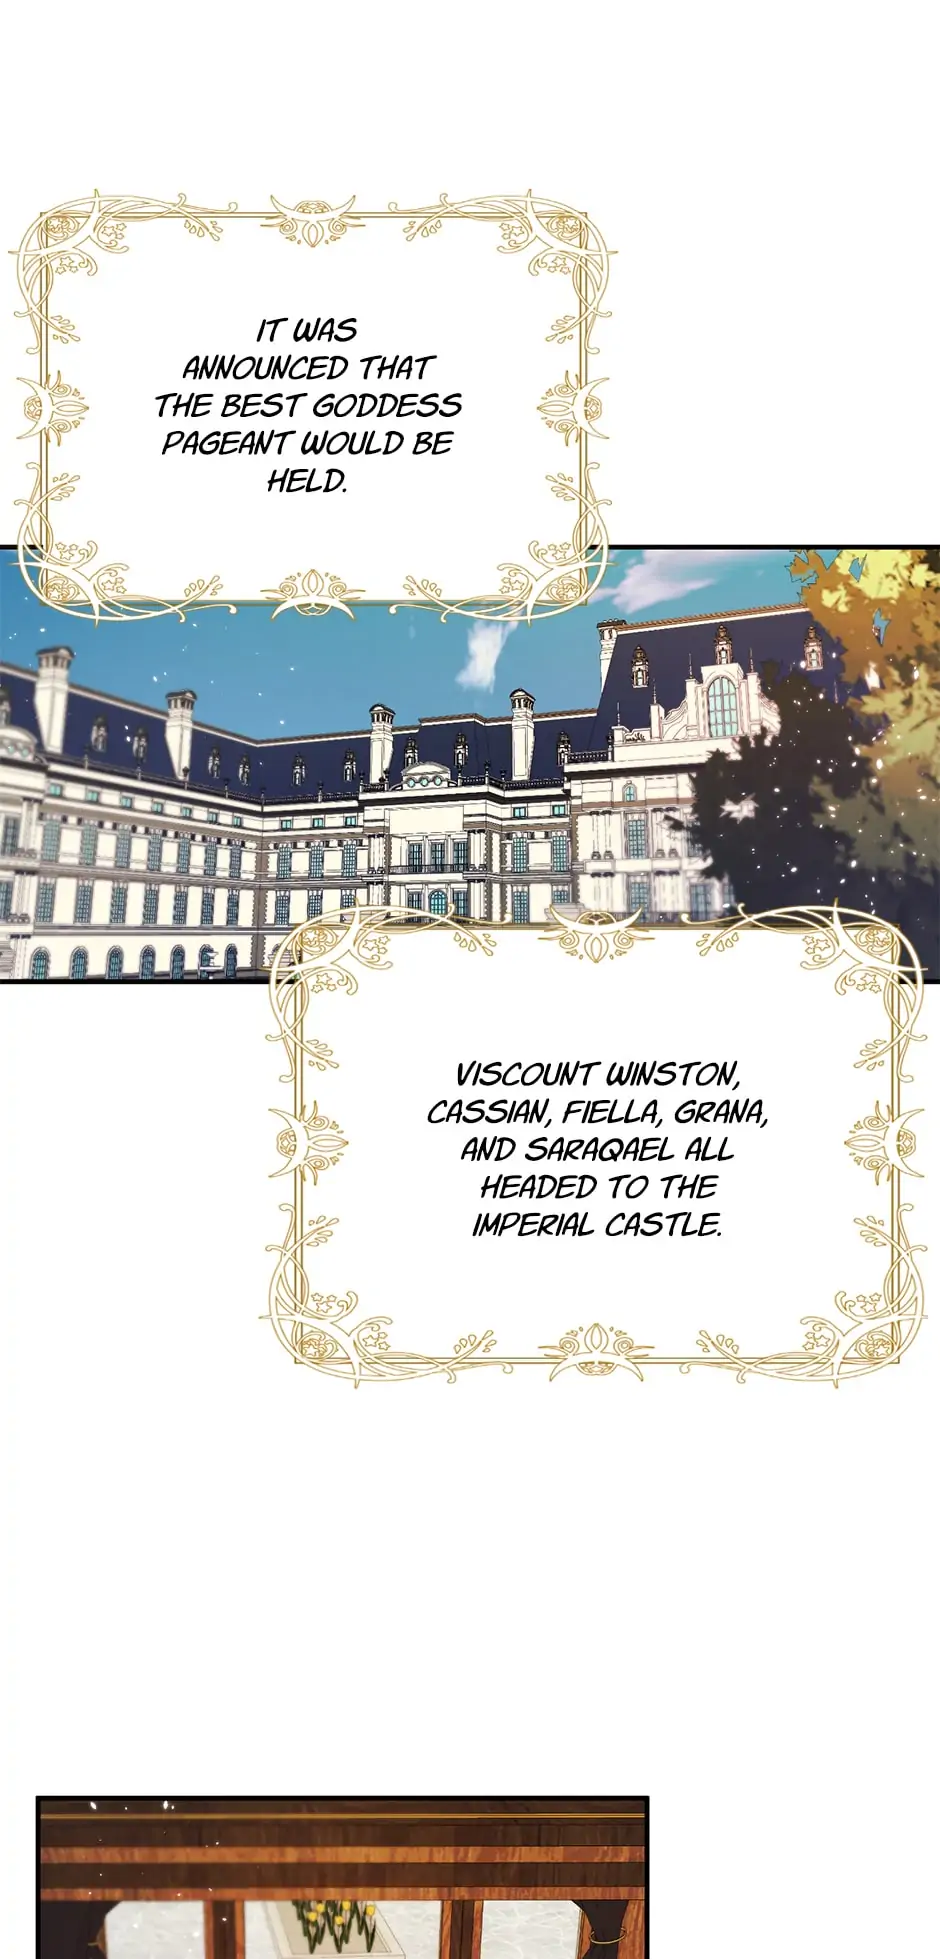 IT WAS
ANNOUNCED THAT
THE BEST GODDESS
PAGEANT WOULD BE
HELD.
VISCOUNT WINSTON,
CASSIAN, FIELLA, GRANA,
AND SARAQAEL ALL
HEADED TO THE
IMPERIAL CASTLE.